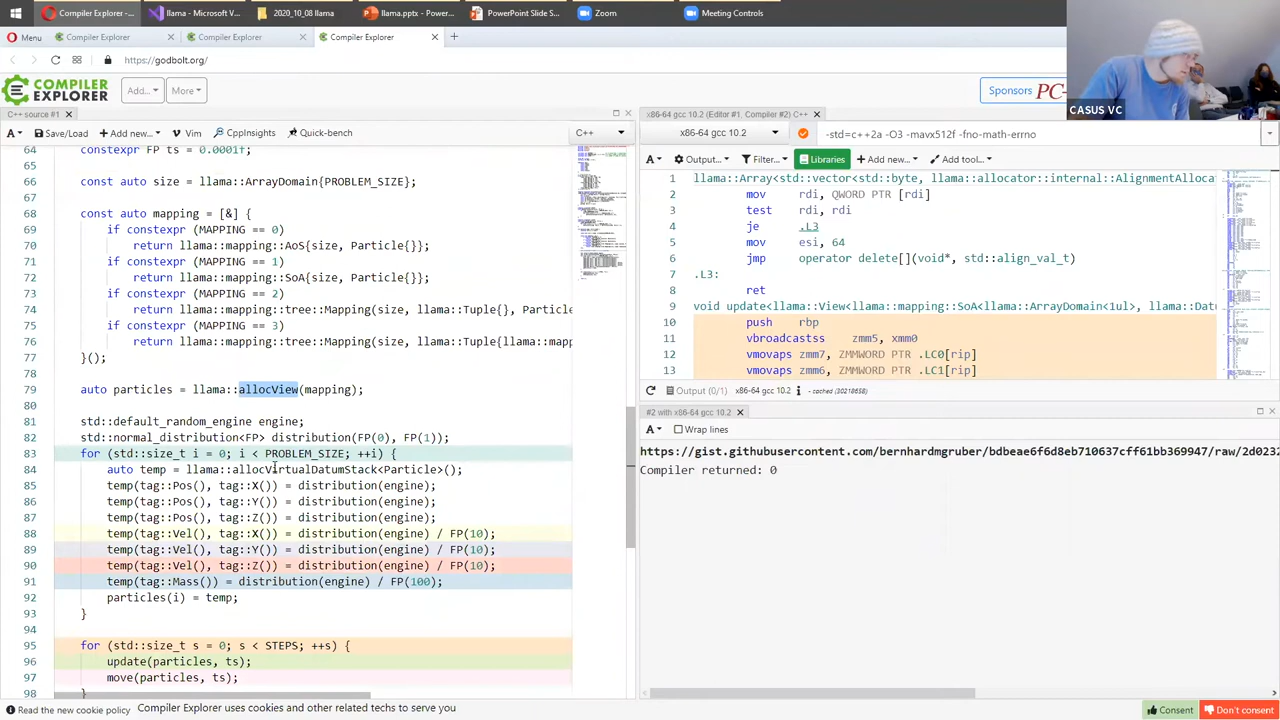 Compiler Explorer -
llama - Microsoft V
2020_10_08 llama
llama.pptx - Power
PowerPoint Slide S
Zoom
Meeting Controls
Menu
Compiler Explorer
Compiler Explorer
Compiler Explorer
https://godbolt.org/
COMPILER EXPLORER
Add...
More
Sponsors PC-
CASUS VC
C++ source #1
A Save/Load + Add new... Vim CppInsights Quick-bench
C++
64 constexpr FP ts = 0.0001f;
65
66 const auto size = llama::ArrayDomain{PROBLEM_SIZE};
67
68 const auto mapping = [&] {
69 if constexpr (MAPPING == 0)
70 return llama::mapping::AoS{size, Particle{}};
71 if constexpr (MAPPING == 1)
72 return llama::mapping::SoA{size, Particle{}};
73 if constexpr (MAPPING == 2)
74 return llama::mapping::tree::Mapping(size, llama::Tuple{}, Partic
75 if constexpr (MAPPING == 3)
76 return llama::mapping::tree::Mapping(size, llama::Tuple{llama::mapp
77 }();
78
79 auto particles = llama::allocView(mapping);
80
81 std::default_random_engine engine;
82 std::normal_distribution<FP> distribution(FP(0), FP(1));
83 for (std::size_t i = 0; i < PROBLEM_SIZE; ++i) {
84 auto temp = llama::allocVirtualDatumStack<Particle>();
85 temp(tag::Pos(), tag::X()) = distribution(engine);
86 temp(tag::Pos(), tag::Y()) = distribution(engine);
87 temp(tag::Pos(), tag::Z()) = distribution(engine);
88 temp(tag::Vel(), tag::X()) = distribution(engine) / FP(10);
89 temp(tag::Vel(), tag::Y()) = distribution(engine) / FP(10);
90 temp(tag::Vel(), tag::Z()) = distribution(engine) / FP(10);
91 temp(tag::Mass()) = distribution(engine) / FP(100);
92 particles(i) = temp;
93 }
94
95 for (std::size_t s = 0; s < STEPS; ++s) {
96 update(particles, ts);
97 move(particles, ts);
98 }
x86-64 gcc 10.2 (Editor #1, Compiler #2) C++
x86-64 gcc 10.2
-std=c++2a -O3 -mavx512f -fno-math-errno
A Output... Filter... Libraries + Add new... Add tool...
1 llama::Array<std::vector<std::byte, llama::allocator::internal::AlignmentAlloca
2 mov rdi, QWORD PTR [rdi]
3 test rdi, rdi
4 je .L3
5 mov esi, 64
6 jmp operator delete[](void*, std::align_val_t)
7 .L3:
8 ret
9 void update<llama::View<llama::mapping::SoA<llama::ArrayDomain<1ul>, llama::Dat
10 push rbp
11 vbroadcastss zmm5, xmm0
12 vmovaps zmm7, ZMMWORD PTR .LC0[rip]
13 vmovaps zmm6, ZMMWORD PTR .LC1[rip]
Output (0/1) x86-64 gcc 10.2 i - cached (30218658)
#2 with x86-64 gcc 10.2
A Wrap lines
https://gist.githubusercontent.com/bernhardmgruber/bdbeae6f6d8eb710637cff61bb369947/raw/2d0232
Compiler returned: 0
Read the new cookie policy
Compiler Explorer uses cookies and other related techs to serve you
Consent
Don't consent